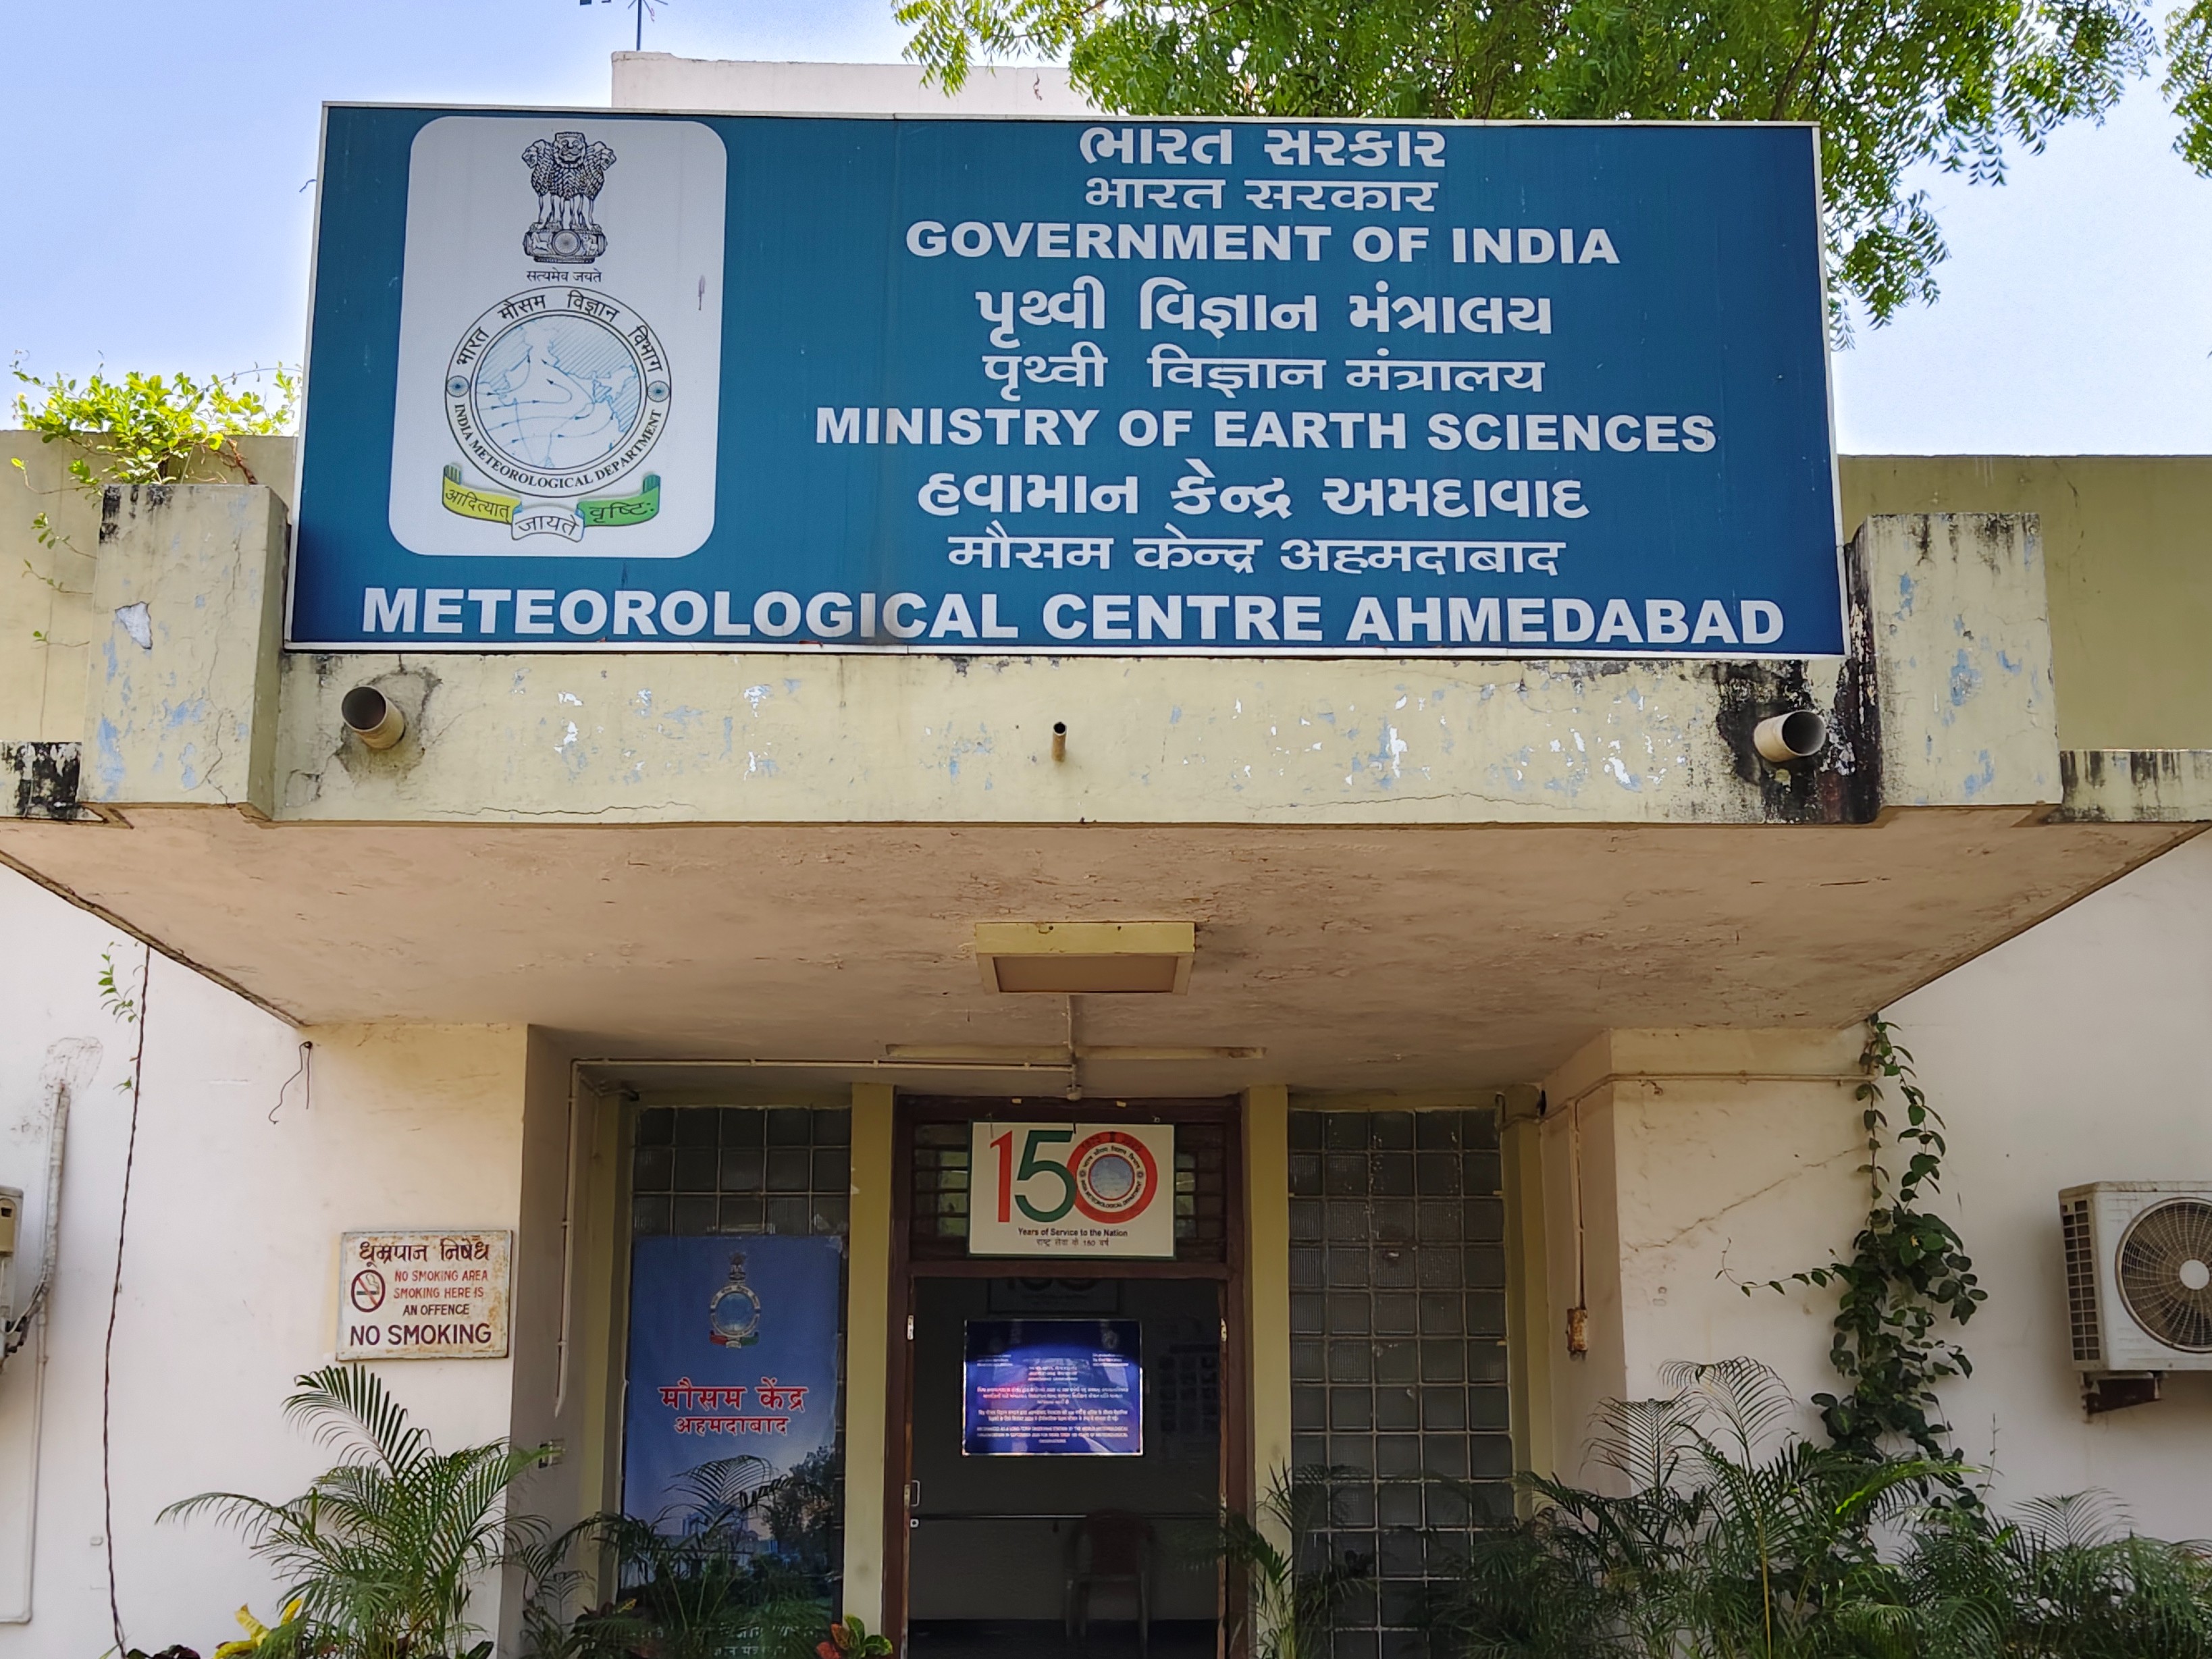 ભારત સરકાર
भारत सरकार
GOVERNMENT OF INDIA
પૃથ્વી વિજ્ઞાન મંત્રાલય
पृथ्वी विज्ञान मंत्रालय
MINISTRY OF EARTH SCIENCES
હવામાન કેન્દ્ર અમદાવાદ
मौसम केन्द्र अहमदाबाद
METEOROLOGICAL CENTRE AHMEDABAD
सत्यमेव जयते
भारत मौसम विज्ञान विभाग
INDIA METEOROLOGICAL DEPARTMENT
आदित्यात् जायते वृष्टिः
150
Years of Service to the Nation
राष्ट्र सेवा के 150 वर्ष
धूम्रपान निषेध
NO SMOKING AREA
SMOKING HERE IS
AN OFFENCE
NO SMOKING
मौसम केंद्र
अहमदाबाद